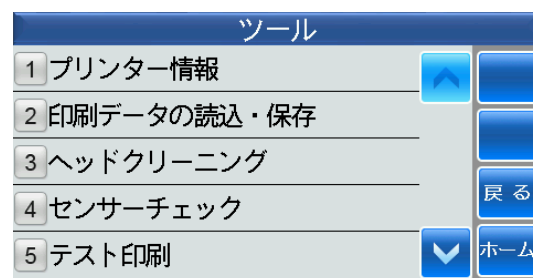 ツール
1 プリンター情報
2 印刷データの読込・保存
3 ヘッドクリーニング
4 センサーチェック
戻る
5 テスト印刷
ホーム